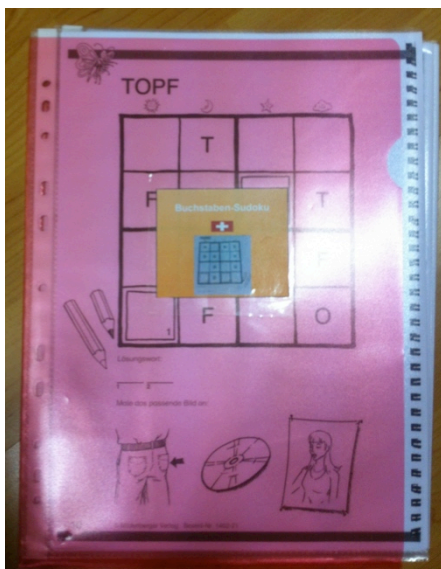 TOPF
T
F
T
Buchstaben-Sudoku
F
1
F
O
Lösungswort:
Male das passende Bild an: